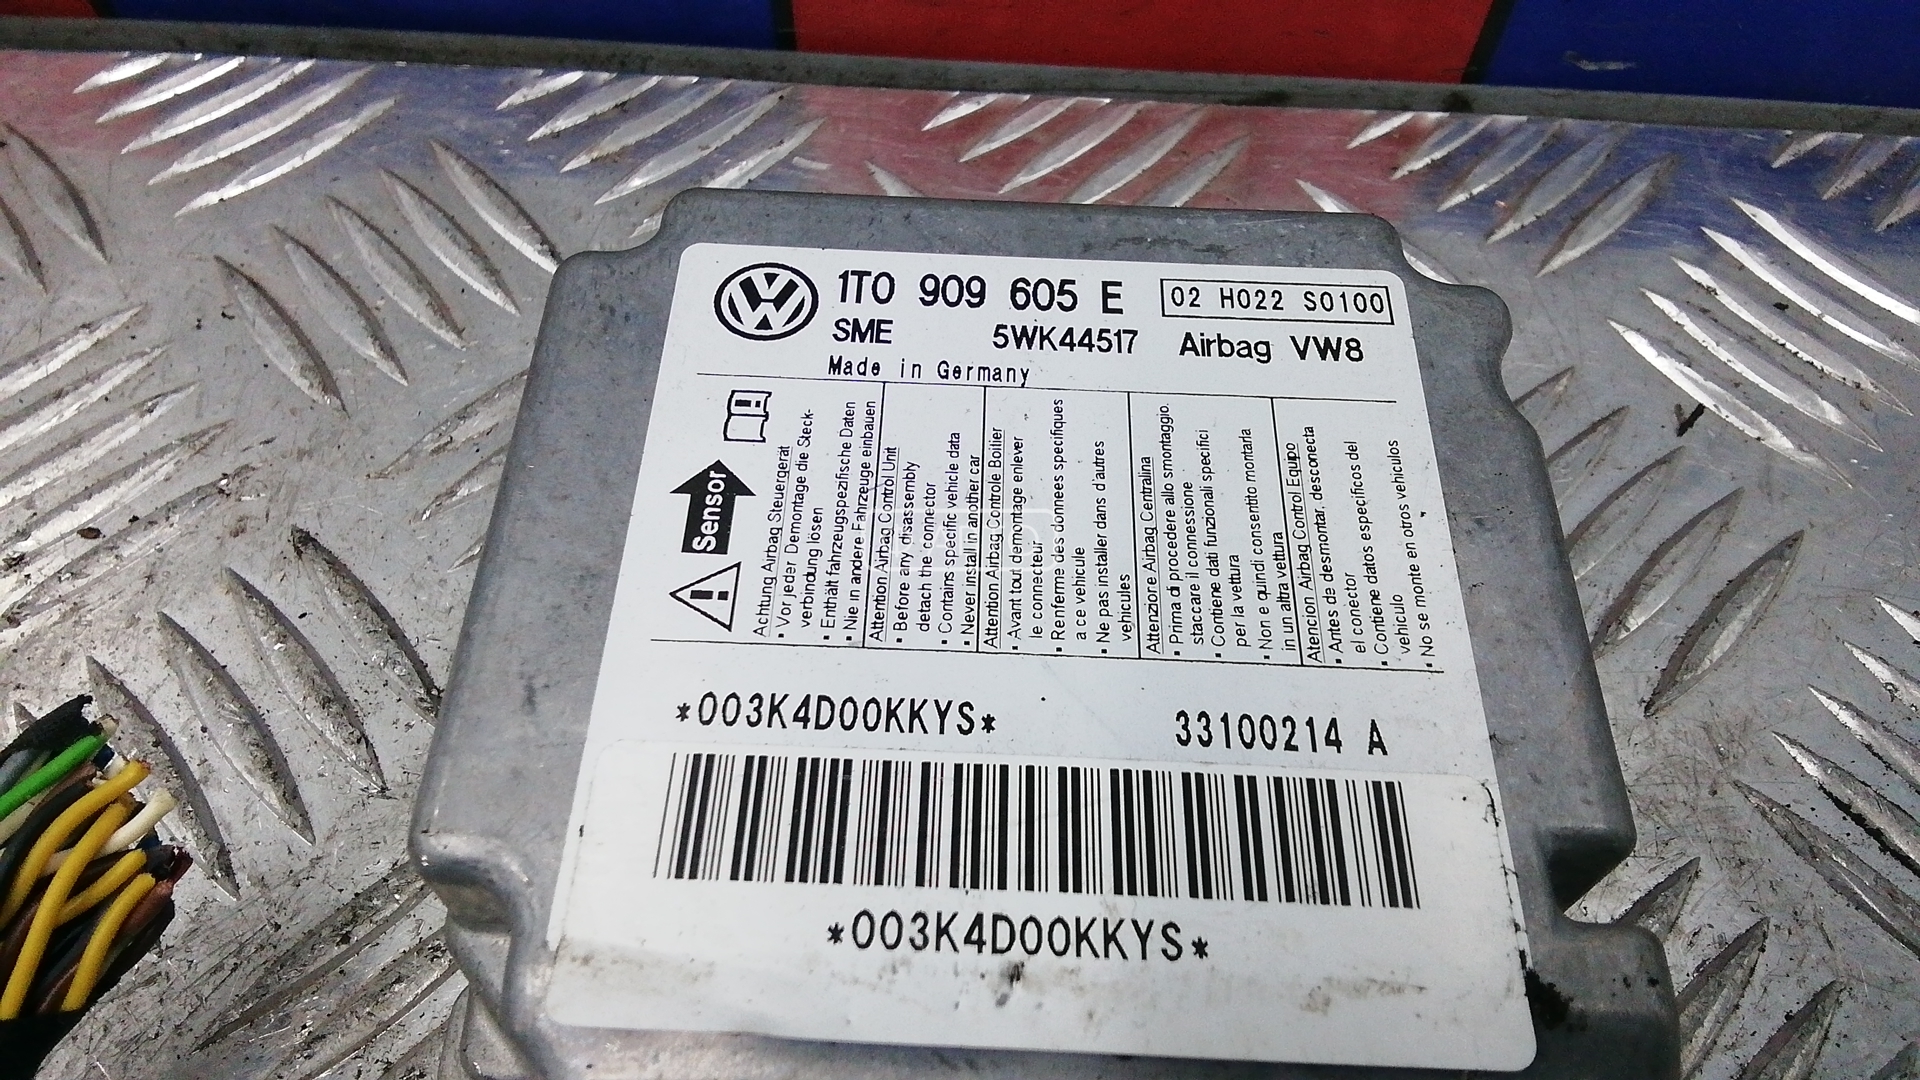 1T0 909 605 E 02 H022 S0100
SME 5WK44517 Airbag VW8
Made in Germany
Sensor
Achtung Airbag Steuergerät
▪ Vor jeder Demontage die Steck-
verbindung lösen
▪ Enthält fahrzeugspezifische Daten
▪ Nie in andere Fahrzeuge einbauen
Attention Airbag Control Unit
▪ Before any disassembly
detach the connector
▪ Contains specific vehicle data
▪ Never install in another car
Attention Airbag Controle Boitier
▪ Avant tout demontage enlever
le connecteur
▪ Renferme des donnees specifiques
a ce vehicule
▪ Ne pas installer dans d'autres
vehicules
Attenzione Airbag Centralina
▪ Prima di procedere allo smontaggio.
staccare il connessione
▪ Contiene dati funzionali specifici
per la vettura
▪ Non e quindi consentito montarla
in un altra vettura
Atencion Airbag Control Equipo
▪ Antes de desmontar, desconecta
el conector
▪ Contiene datos especificos del
vehiculo
▪ No se monte en otros vehiculos
*003K4D00KKYS* 33100214 A
*003K4D00KKYS*